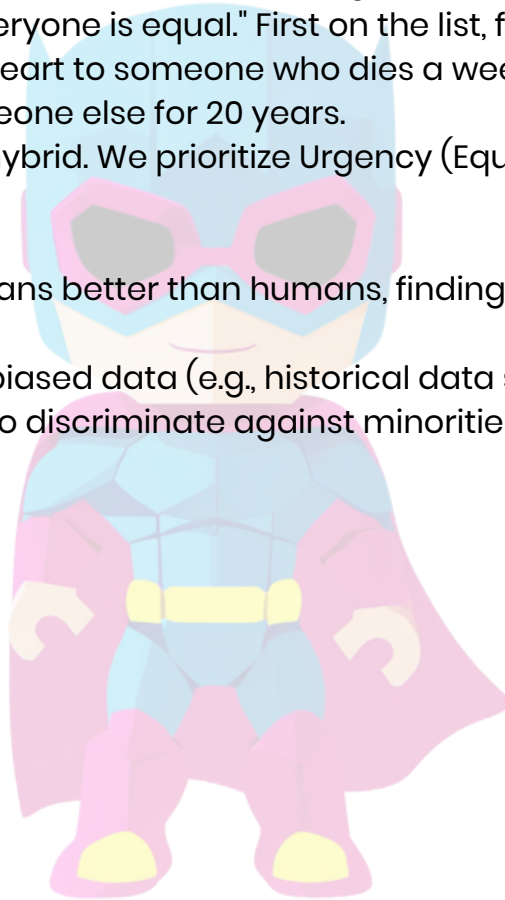 eryone is equal." First on the list, f
eart to someone who dies a wee
eone else for 20 years.
hybrid. We prioritize Urgency (Equ
ans better than humans, finding
biased data (e.g., historical data s
o discriminate against minoritie